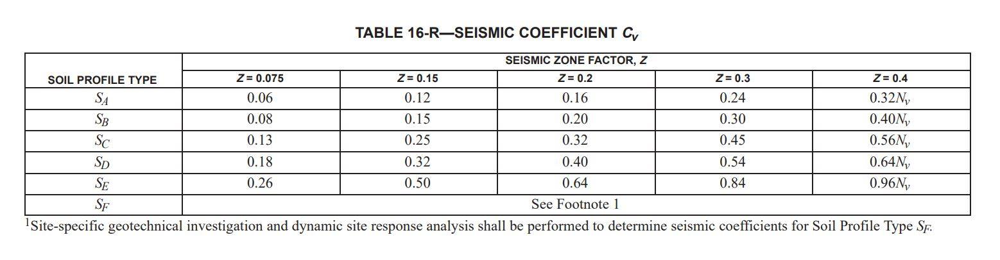 TABLE 16-R—SEISMIC COEFFICIENT Cv
SEISMIC ZONE FACTOR, Z
SOIL PROFILE TYPE Z = 0.075 Z = 0.15 Z = 0.2 Z = 0.3 Z = 0.4
SA 0.06 0.12 0.16 0.24 0.32Nv
SB 0.08 0.15 0.20 0.30 0.40Nv
SC 0.13 0.25 0.32 0.45 0.56Nv
SD 0.18 0.32 0.40 0.54 0.64Nv
SE 0.26 0.50 0.64 0.84 0.96Nv
SF See Footnote 1
1Site-specific geotechnical investigation and dynamic site response analysis shall be performed to determine seismic coefficients for Soil Profile Type SF.